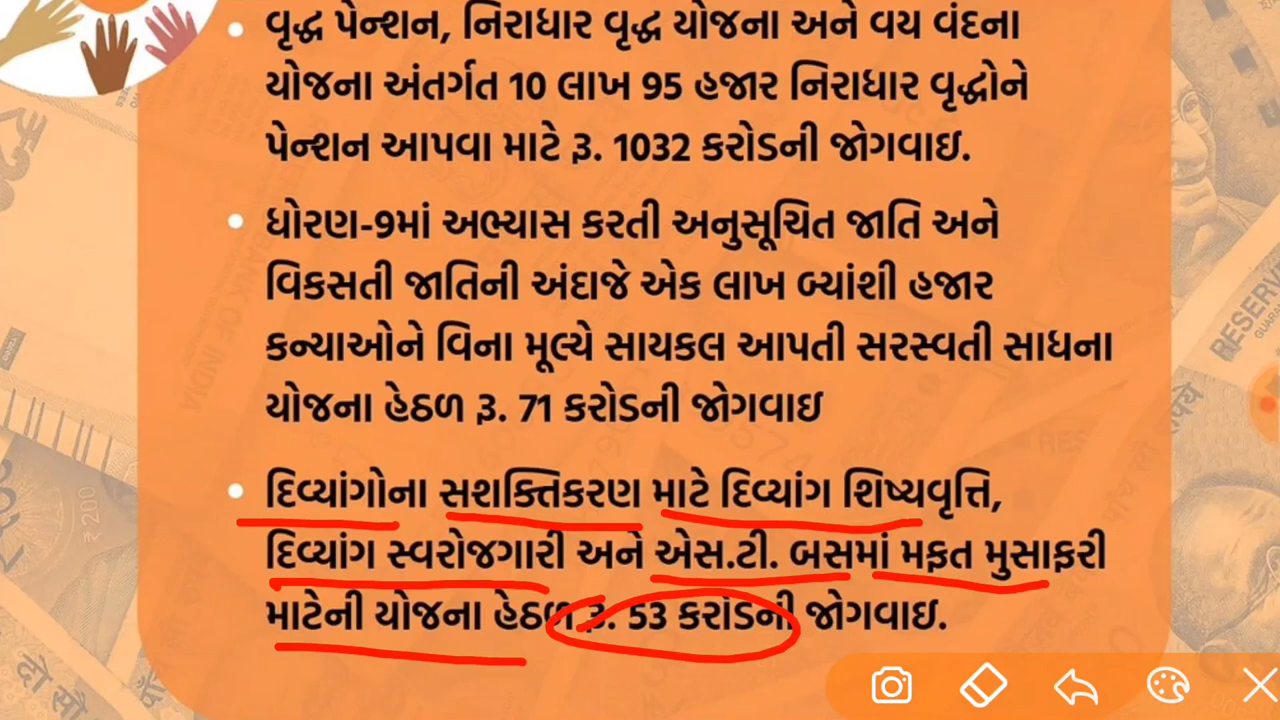 વૃદ્ધ પેન્શન, નિરાધાર વૃદ્ધ યોજના અને વય વંદના
યોજના અંતર્ગત 10 લાખ 95 હજાર નિરાધાર વૃદ્ધોને
પેન્શન આપવા માટે રૂ. 1032 કરોડની જોગવાઇ.
ધોરણ-9માં અભ્યાસ કરતી અનુસૂચિત જાતિ અને
વિકસતી જાતિની અંદાજે એક લાખ બ્યાંશી હજાર
કન્યાઓને વિના મૂલ્યે સાયકલ આપતી સરસ્વતી સાધના
યોજના હેઠળ રૂ. 71 કરોડની જોગવાઇ
દિવ્યાંગોના સશક્તિકરણ માટે દિવ્યાંગ શિષ્યવૃત્તિ,
દિવ્યાંગ સ્વરોજગારી અને એસ.ટી. બસમાં મફત મુસાફરી
માટેની યોજના હેઠળ રૂ. 53 કરોડની જોગવાઇ.